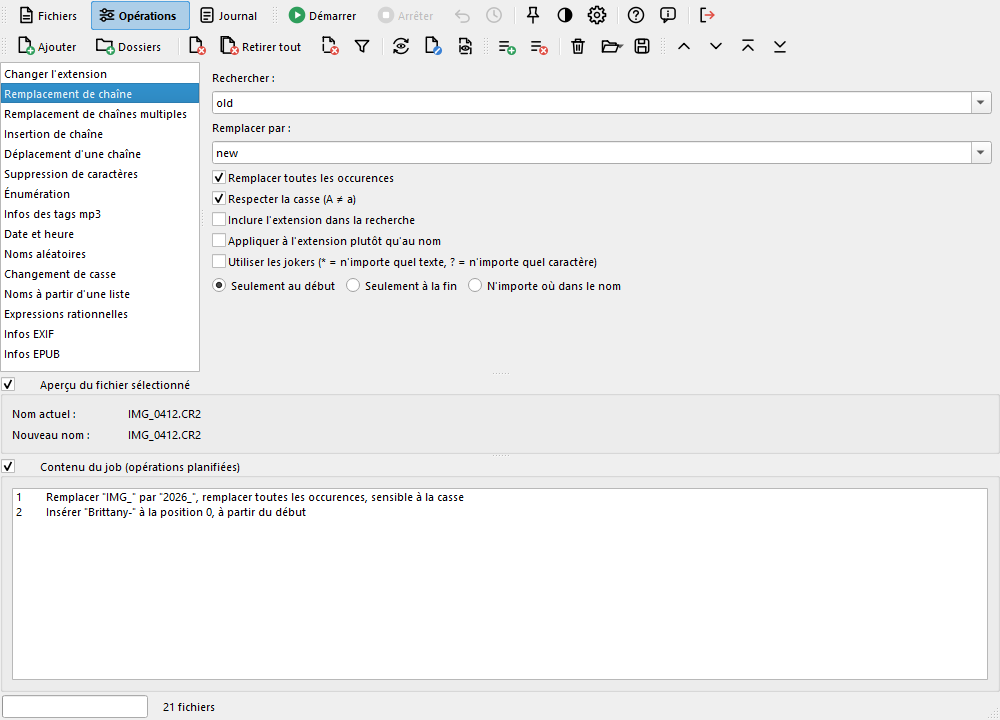 Fichiers Opérations Journal Démarrer Arrêter
Ajouter Dossiers Retirer tout
Changer l'extension
Remplacement de chaîne
Remplacement de chaînes multiples
Insertion de chaîne
Déplacement d'une chaîne
Suppression de caractères
Énumération
Infos des tags mp3
Date et heure
Noms aléatoires
Changement de casse
Noms à partir d'une liste
Expressions rationnelles
Infos EXIF
Infos EPUB
Rechercher :
old
Remplacer par :
new
Remplacer toutes les occurences
Respecter la casse (A ≠ a)
Inclure l'extension dans la recherche
Appliquer à l'extension plutôt qu'au nom
Utiliser les jokers (* = n'importe quel texte, ? = n'importe quel caractère)
Seulement au début Seulement à la fin N'importe où dans le nom
Aperçu du fichier sélectionné
Nom actuel : IMG_0412.CR2
Nouveau nom : IMG_0412.CR2
Contenu du job (opérations planifiées)
1 Remplacer "IMG_" par "2026_", remplacer toutes les occurences, sensible à la casse
2 Insérer "Brittany-" à la position 0, à partir du début
21 fichiers